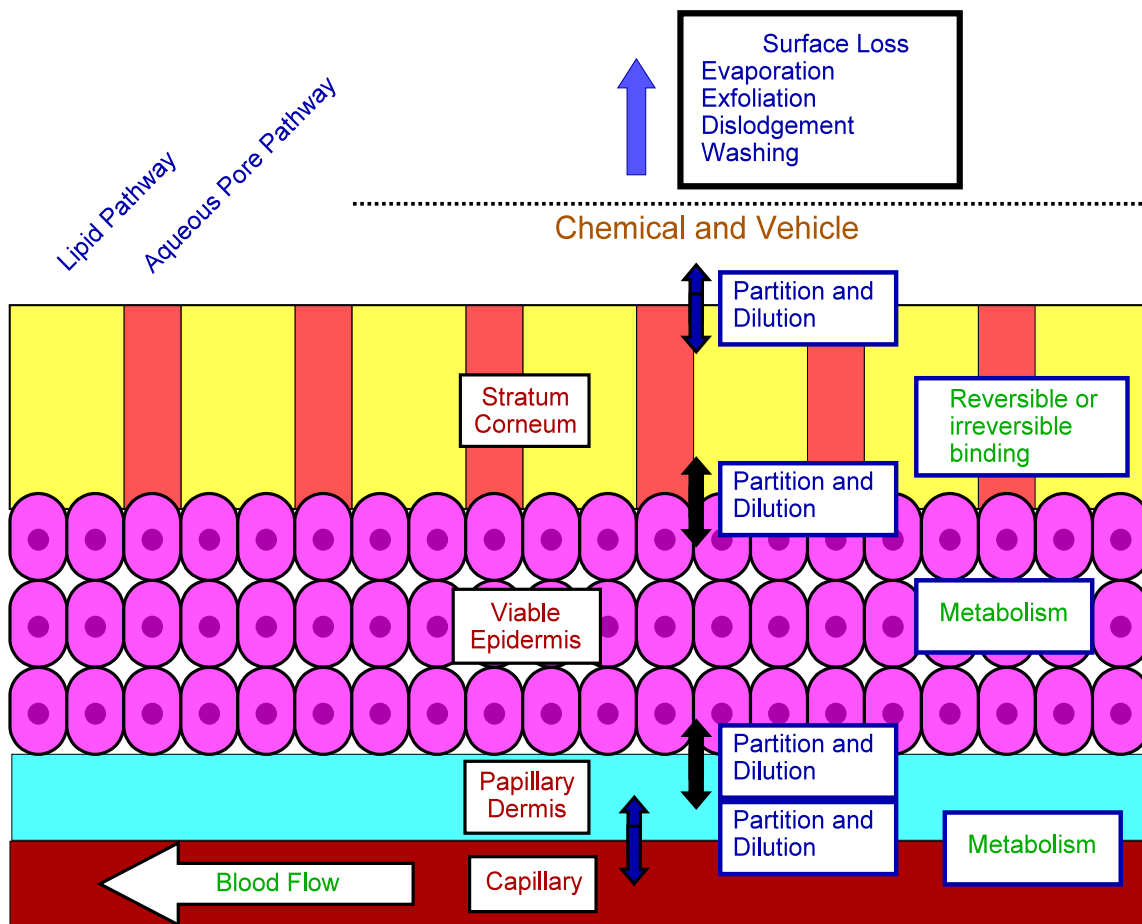 Surface Loss
Evaporation
Exfoliation
Dislodgement
Washing
Lipid Pathway
Aqueous Pore Pathway
Chemical and Vehicle
Partition and
Dilution
Stratum
Corneum
Reversible or
irreversible
binding
Partition and
Dilution
Viable
Epidermis
Metabolism
Partition and
Dilution
Papillary
Dermis
Partition and
Dilution
Metabolism
Blood Flow
Capillary